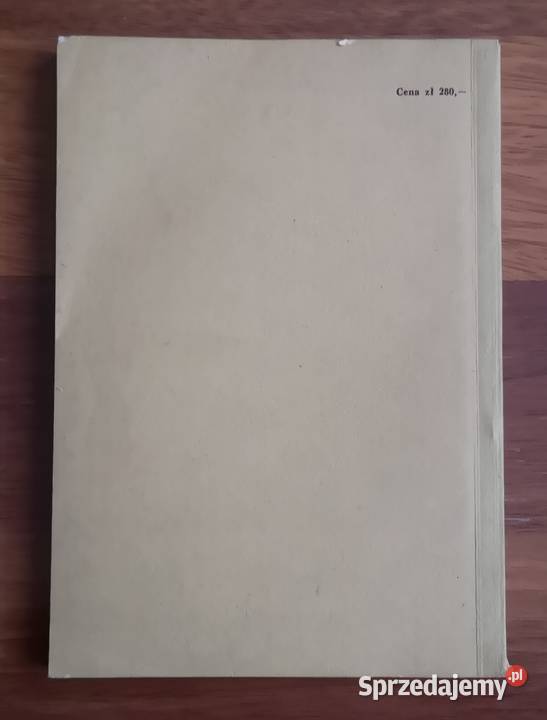 Cena zł 280,—
Sprzedajemy.pl